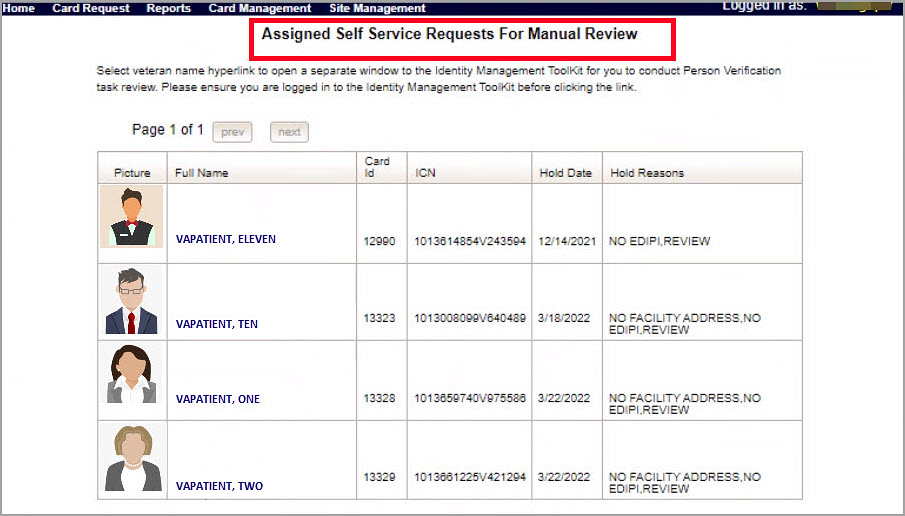 Home Card Request Reports Card Management Site Management Logged in as:
Assigned Self Service Requests For Manual Review
Select veteran name hyperlink to open a separate window to the Identity Management ToolKit for you to conduct Person Verification
task review. Please ensure you are logged in to the Identity Management ToolKit before clicking the link.
Page 1 of 1 prev next
Picture Full Name Card Id ICN Hold Date Hold Reasons
VAPATIENT, ELEVEN 12990 1013614854V243594 12/14/2021 NO EDIPI,REVIEW
VAPATIENT, TEN 13323 1013008099V640489 3/18/2022 NO FACILITY ADDRESS,NO
EDIPI,REVIEW
VAPATIENT, ONE 13328 1013659740V975586 3/22/2022 NO FACILITY ADDRESS,NO
EDIPI,REVIEW
VAPATIENT, TWO 13329 1013661225V421294 3/22/2022 NO FACILITY ADDRESS,NO
EDIPI,REVIEW